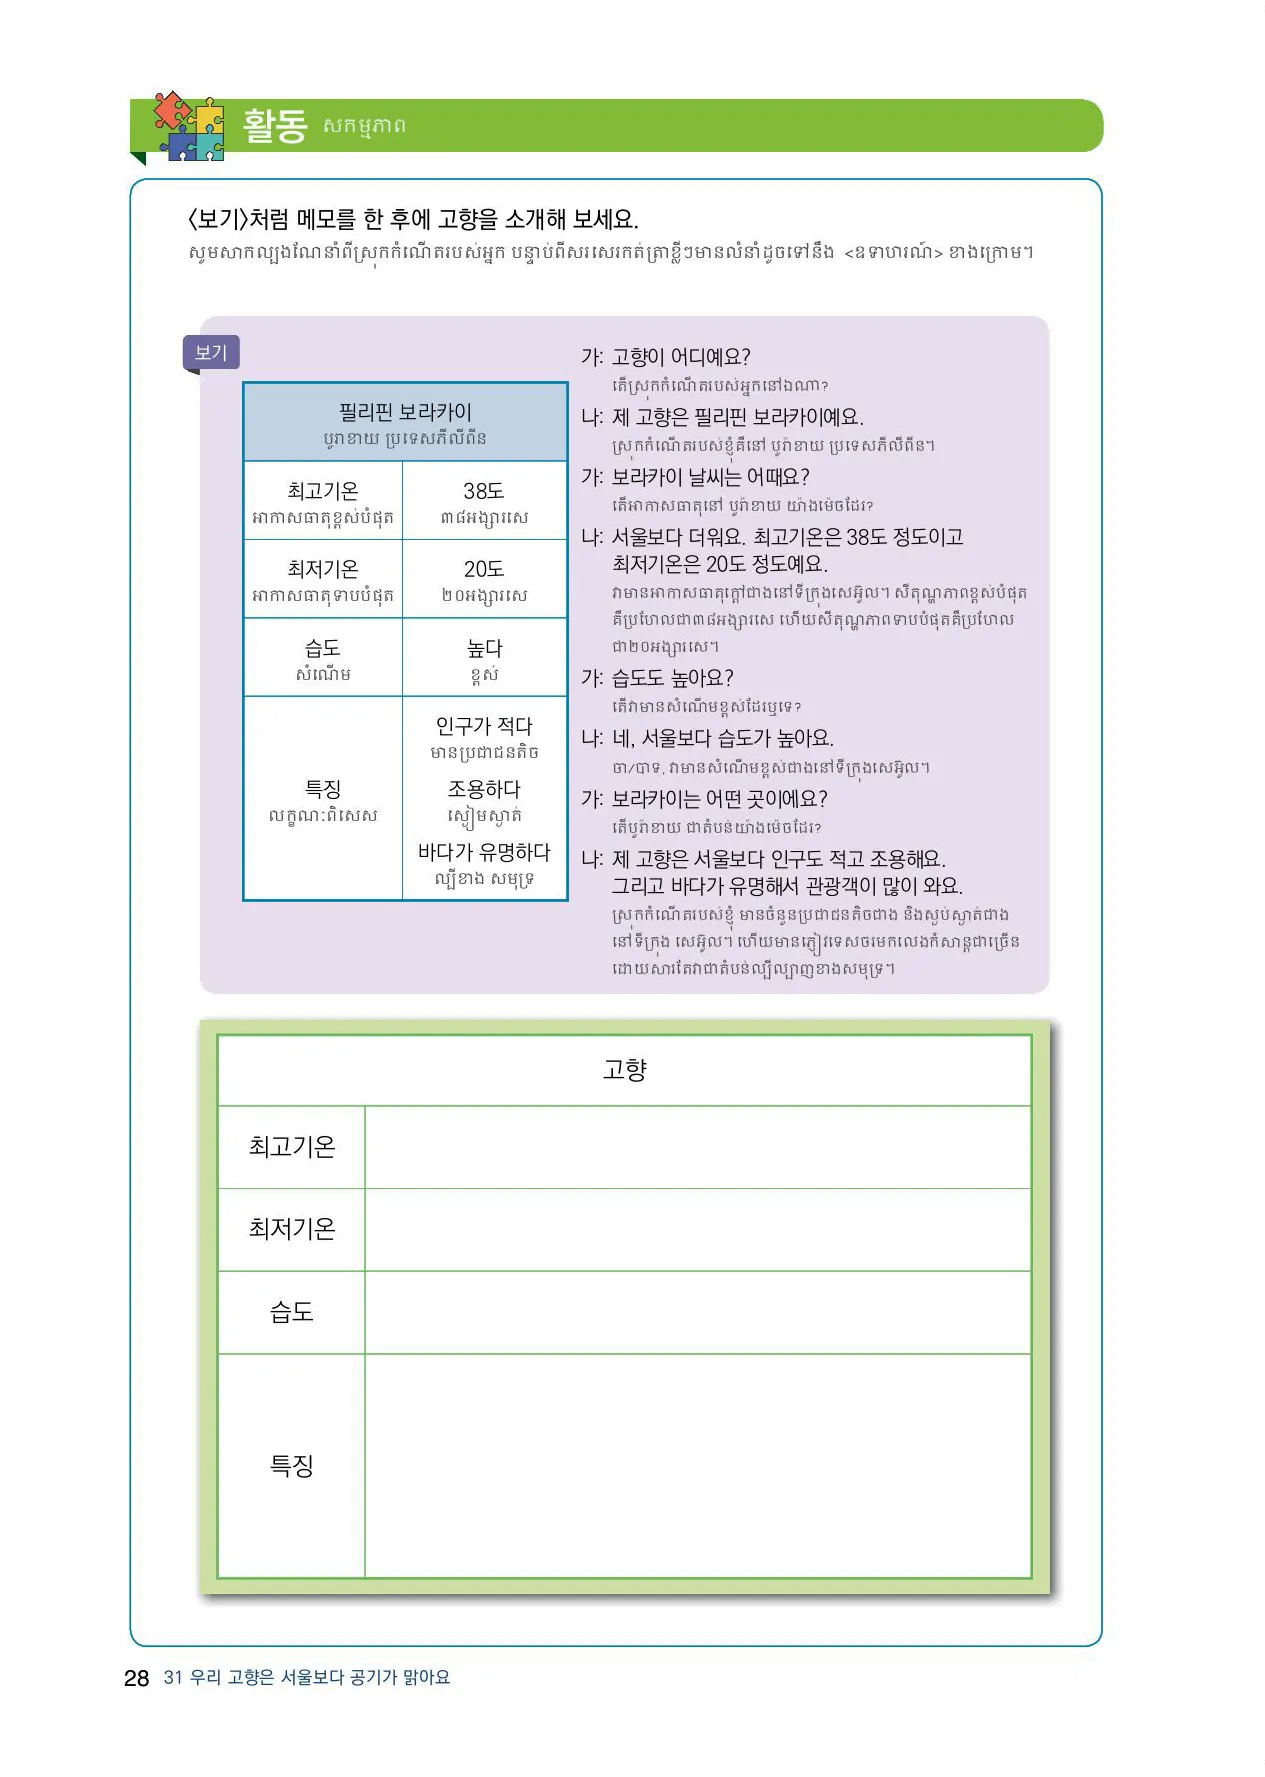 활동 សកម្មភាព
<보기>처럼 메모를 한 후에 고향을 소개해 보세요.
សូមសាកល្បងណែនាំពីស្រុកកំណើតរបស់អ្នក បន្ទាប់ពីសរសេរកត់ត្រាខ្លីៗមានលំនាំដូចទៅនឹង <ឧទាហរណ៍> ខាងក្រោម។
보기
필리핀 보라카이
បូរាខាយ ប្រទេសភីលីពីន
최고기온 38도
អាកាសធាតុខ្ពស់បំផុត ៣៨អង្សារសេ
최저기온 20도
អាកាសធាតុទាបបំផុត ២០អង្សារសេ
습도 높다
សំណើម ខ្ពស់
특징
លក្ខណៈពិសេស
인구가 적다
មានប្រជាជនតិច
조용하다
ស្ងៀមស្ងាត់
바다가 유명하다
ល្បីខាង សមុទ្រ
가: 고향이 어디예요?
តើស្រុកកំណើតរបស់អ្នកនៅឯណា?
나: 제 고향은 필리핀 보라카이예요.
ស្រុកកំណើតរបស់ខ្ញុំគឺនៅ បូរ៉ាខាយ ប្រទេសភីលីពីន។
가: 보라카이 날씨는 어때요?
តើអាកាសធាតុនៅ បូរ៉ាខាយ យ៉ាងម៉េចដែរ?
나: 서울보다 더워요. 최고기온은 38도 정도이고
최저기온은 20도 정도예요.
វាមានអាកាសធាតុក្តៅជាងនៅទីក្រុងសេអ៊ូល។ សីតុណ្ហភាពខ្ពស់បំផុត
គឺប្រហែលជា៣៨អង្សារសេ ហើយសីតុណ្ហភាពទាបបំផុតគឺប្រហែល
ជា២០អង្សារសេ។
가: 습도도 높아요?
តើវាមានសំណើមខ្ពស់ដែរឬទេ?
나: 네, 서울보다 습도가 높아요.
ចា/បាទ, វាមានសំណើមខ្ពស់ជាងនៅទីក្រុងសេអ៊ូល។
가: 보라카이는 어떤 곳이에요?
តើបូរ៉ាខាយ ជាតំបន់យ៉ាងម៉េចដែរ?
나: 제 고향은 서울보다 인구도 적고 조용해요.
그리고 바다가 유명해서 관광객이 많이 와요.
ស្រុកកំណើតរបស់ខ្ញុំ មានចំនួនប្រជាជនតិចជាង និងស្ងប់ស្ងាត់ជាង
នៅទីក្រុង សេអ៊ូល។ ហើយមានភ្ញៀវទេសចរមកលេងកំសាន្តជាច្រើន
ដោយសារតែវាជាតំបន់ល្បីល្បាញខាងសមុទ្រ។
고향
최고기온
최저기온
습도
특징
28 31 우리 고향은 서울보다 공기가 맑아요